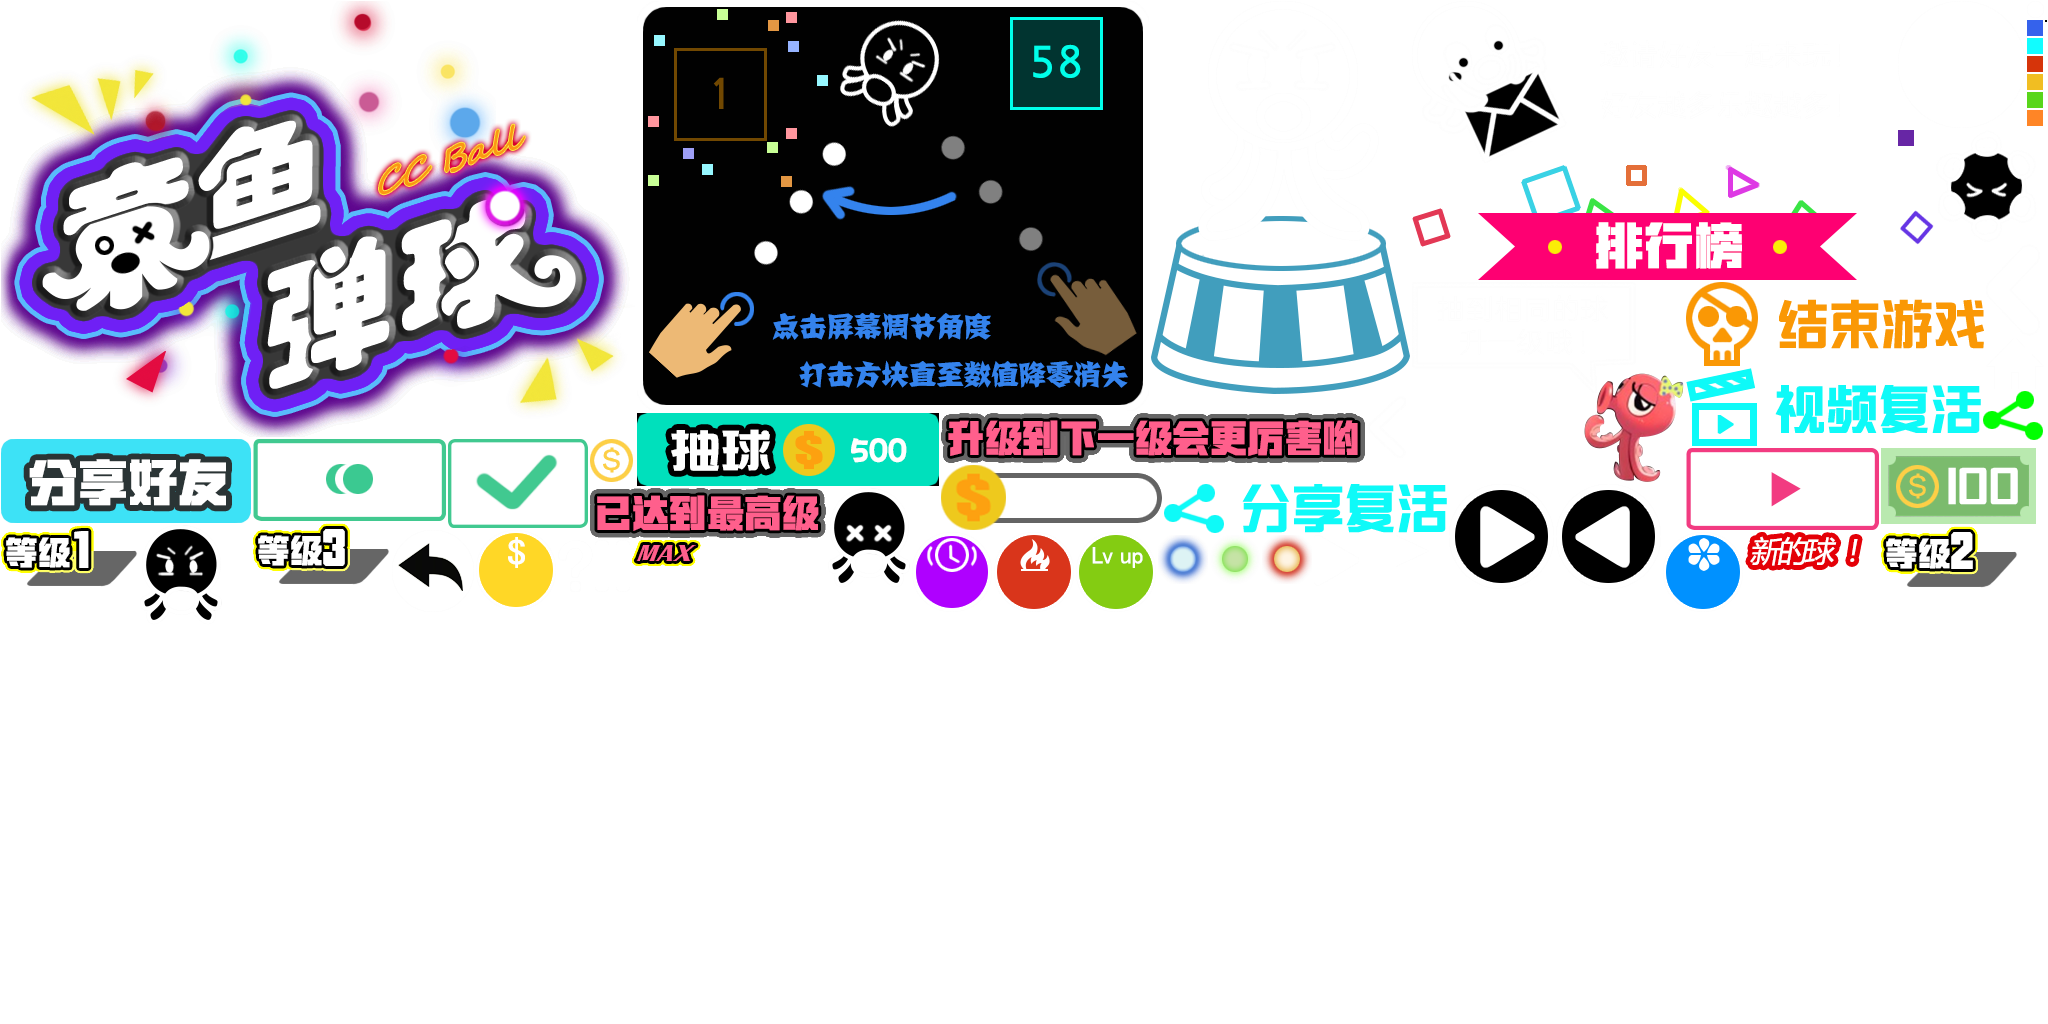 章鱼
弹球
CC Ball
1
58
点击屏幕调节角度
打击方块直至数值降零消失
排行榜
结束游戏
视频复活
分享好友
抽球 $ 500
升级到下一级会更厉害哟
已达到最高级
MAX
$
$
分享复活
$ 100
等级1
等级3
$
Lv up
新的球！
等级2